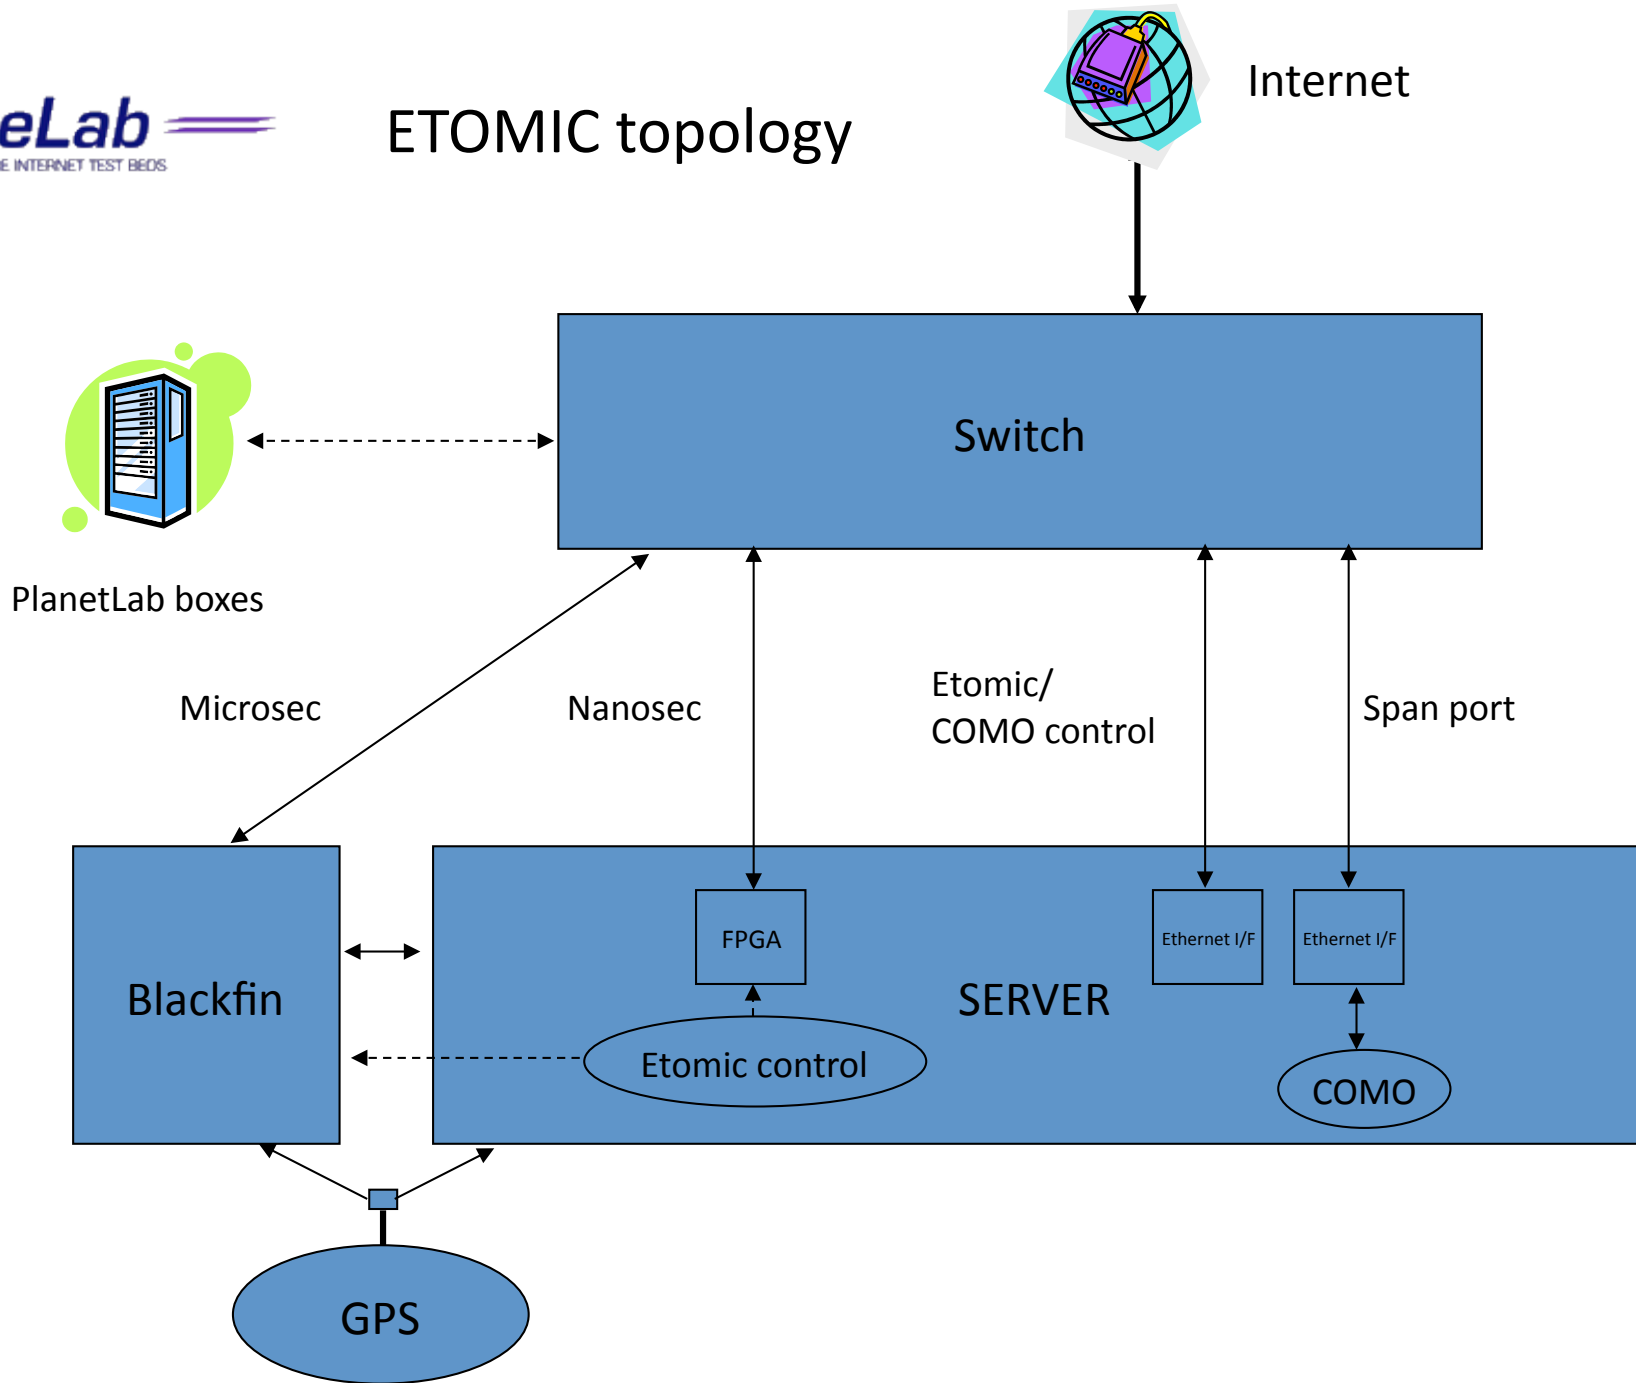 Internet
eLab
E INTERNET TEST BEDS
ETOMIC topology
Switch
PlanetLab boxes
Microsec
Nanosec
Etomic/
COMO control
Span port
FPGA
Ethernet I/F
Ethernet I/F
Blackfin
SERVER
Etomic control
COMO
GPS